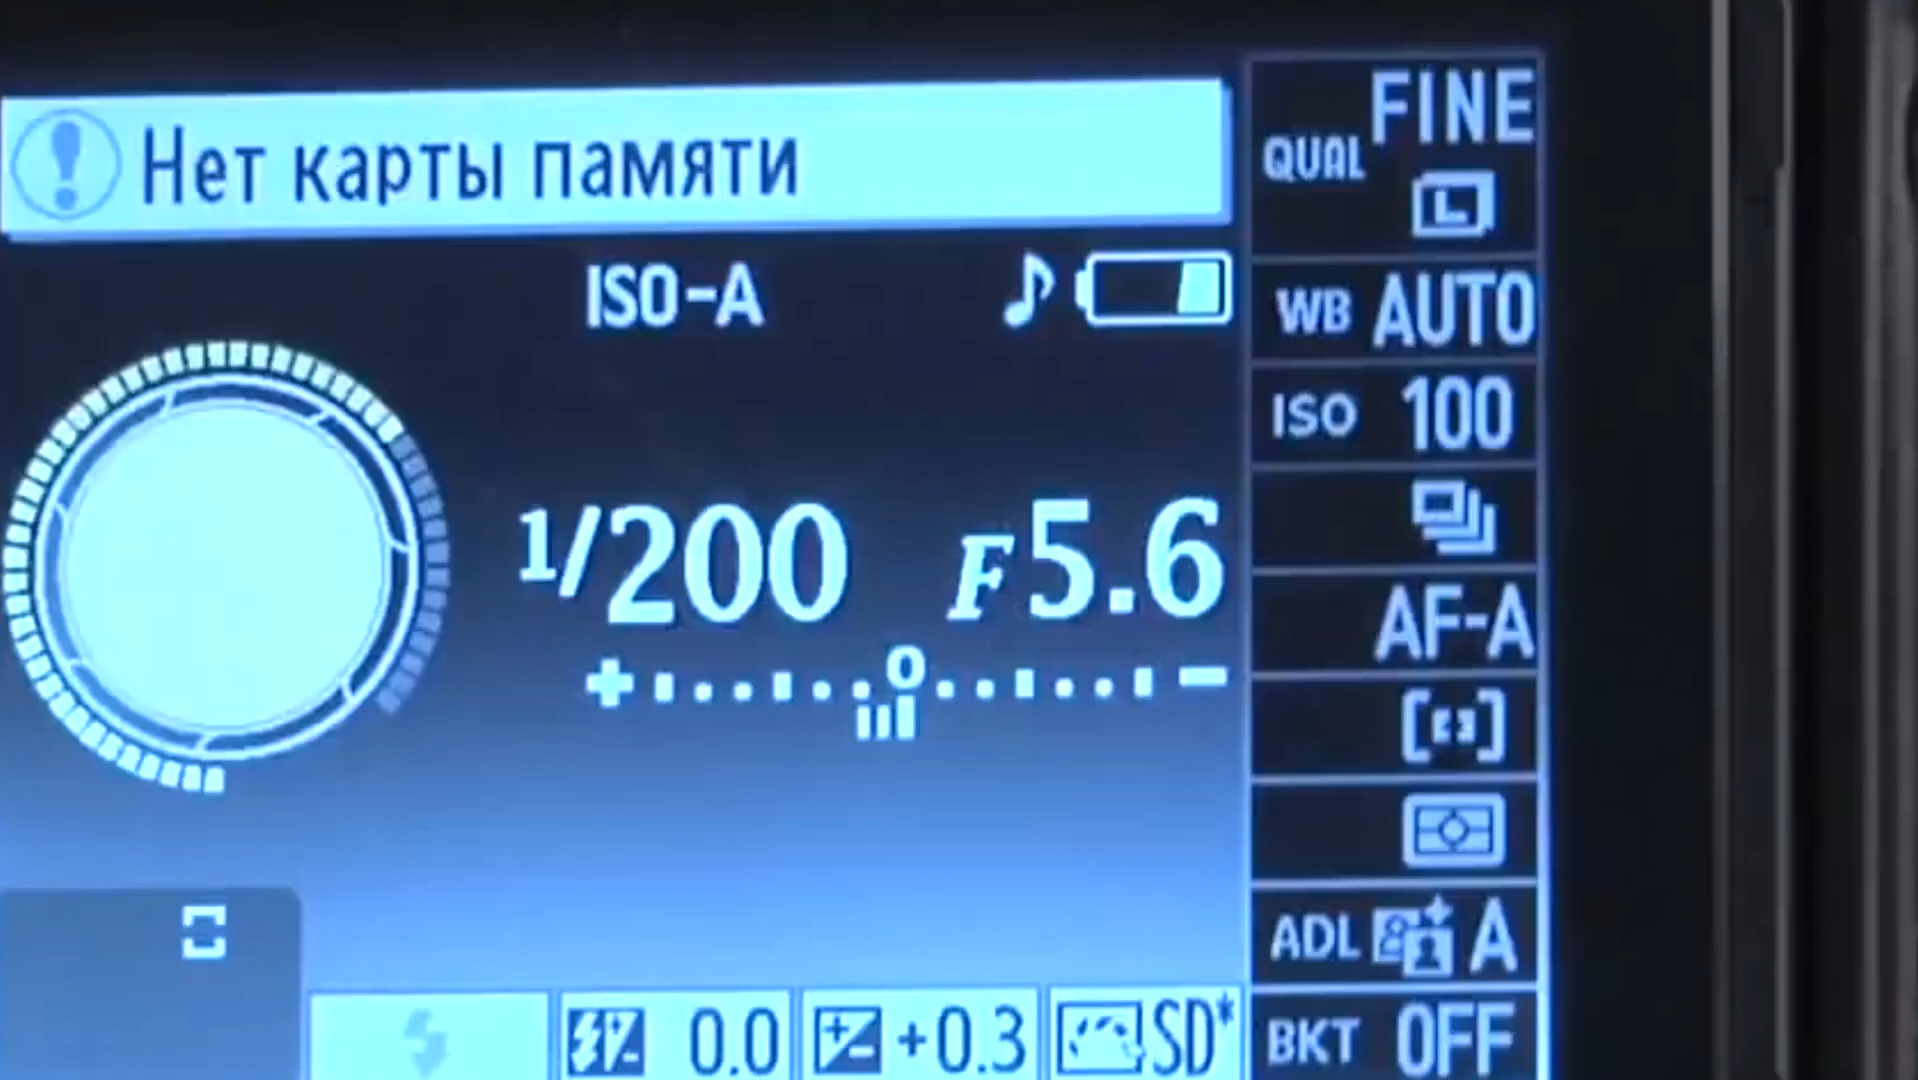 Нет карты памяти
ISO-A
1/200 F5.6
+ 0 -
0.0
+0.3
SD*
QUAL FINE
L
WB AUTO
ISO 100
AF-A
ADL A
BKT OFF